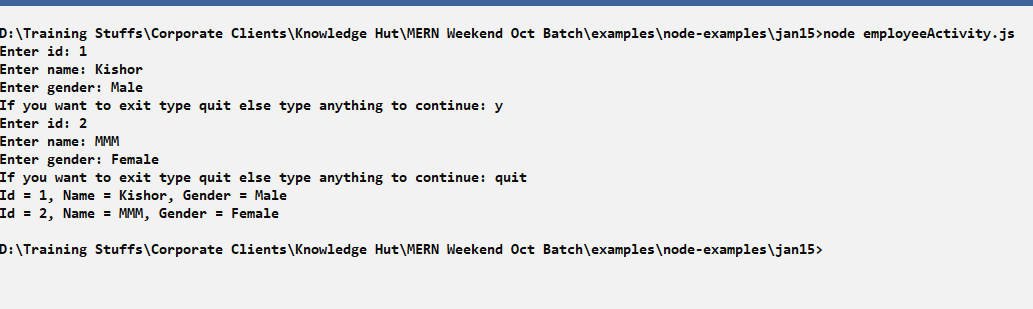 D:\Training Stuffs\Corporate Clients\Knowledge Hut\MERN Weekend Oct Batch\examples\node-examples\jan15>node employeeActivity.js
Enter id: 1
Enter name: Kishor
Enter gender: Male
If you want to exit type quit else type anything to continue: y
Enter id: 2
Enter name: MMM
Enter gender: Female
If you want to exit type quit else type anything to continue: quit
Id = 1, Name = Kishor, Gender = Male
Id = 2, Name = MMM, Gender = Female
D:\Training Stuffs\Corporate Clients\Knowledge Hut\MERN Weekend Oct Batch\examples\node-examples\jan15>